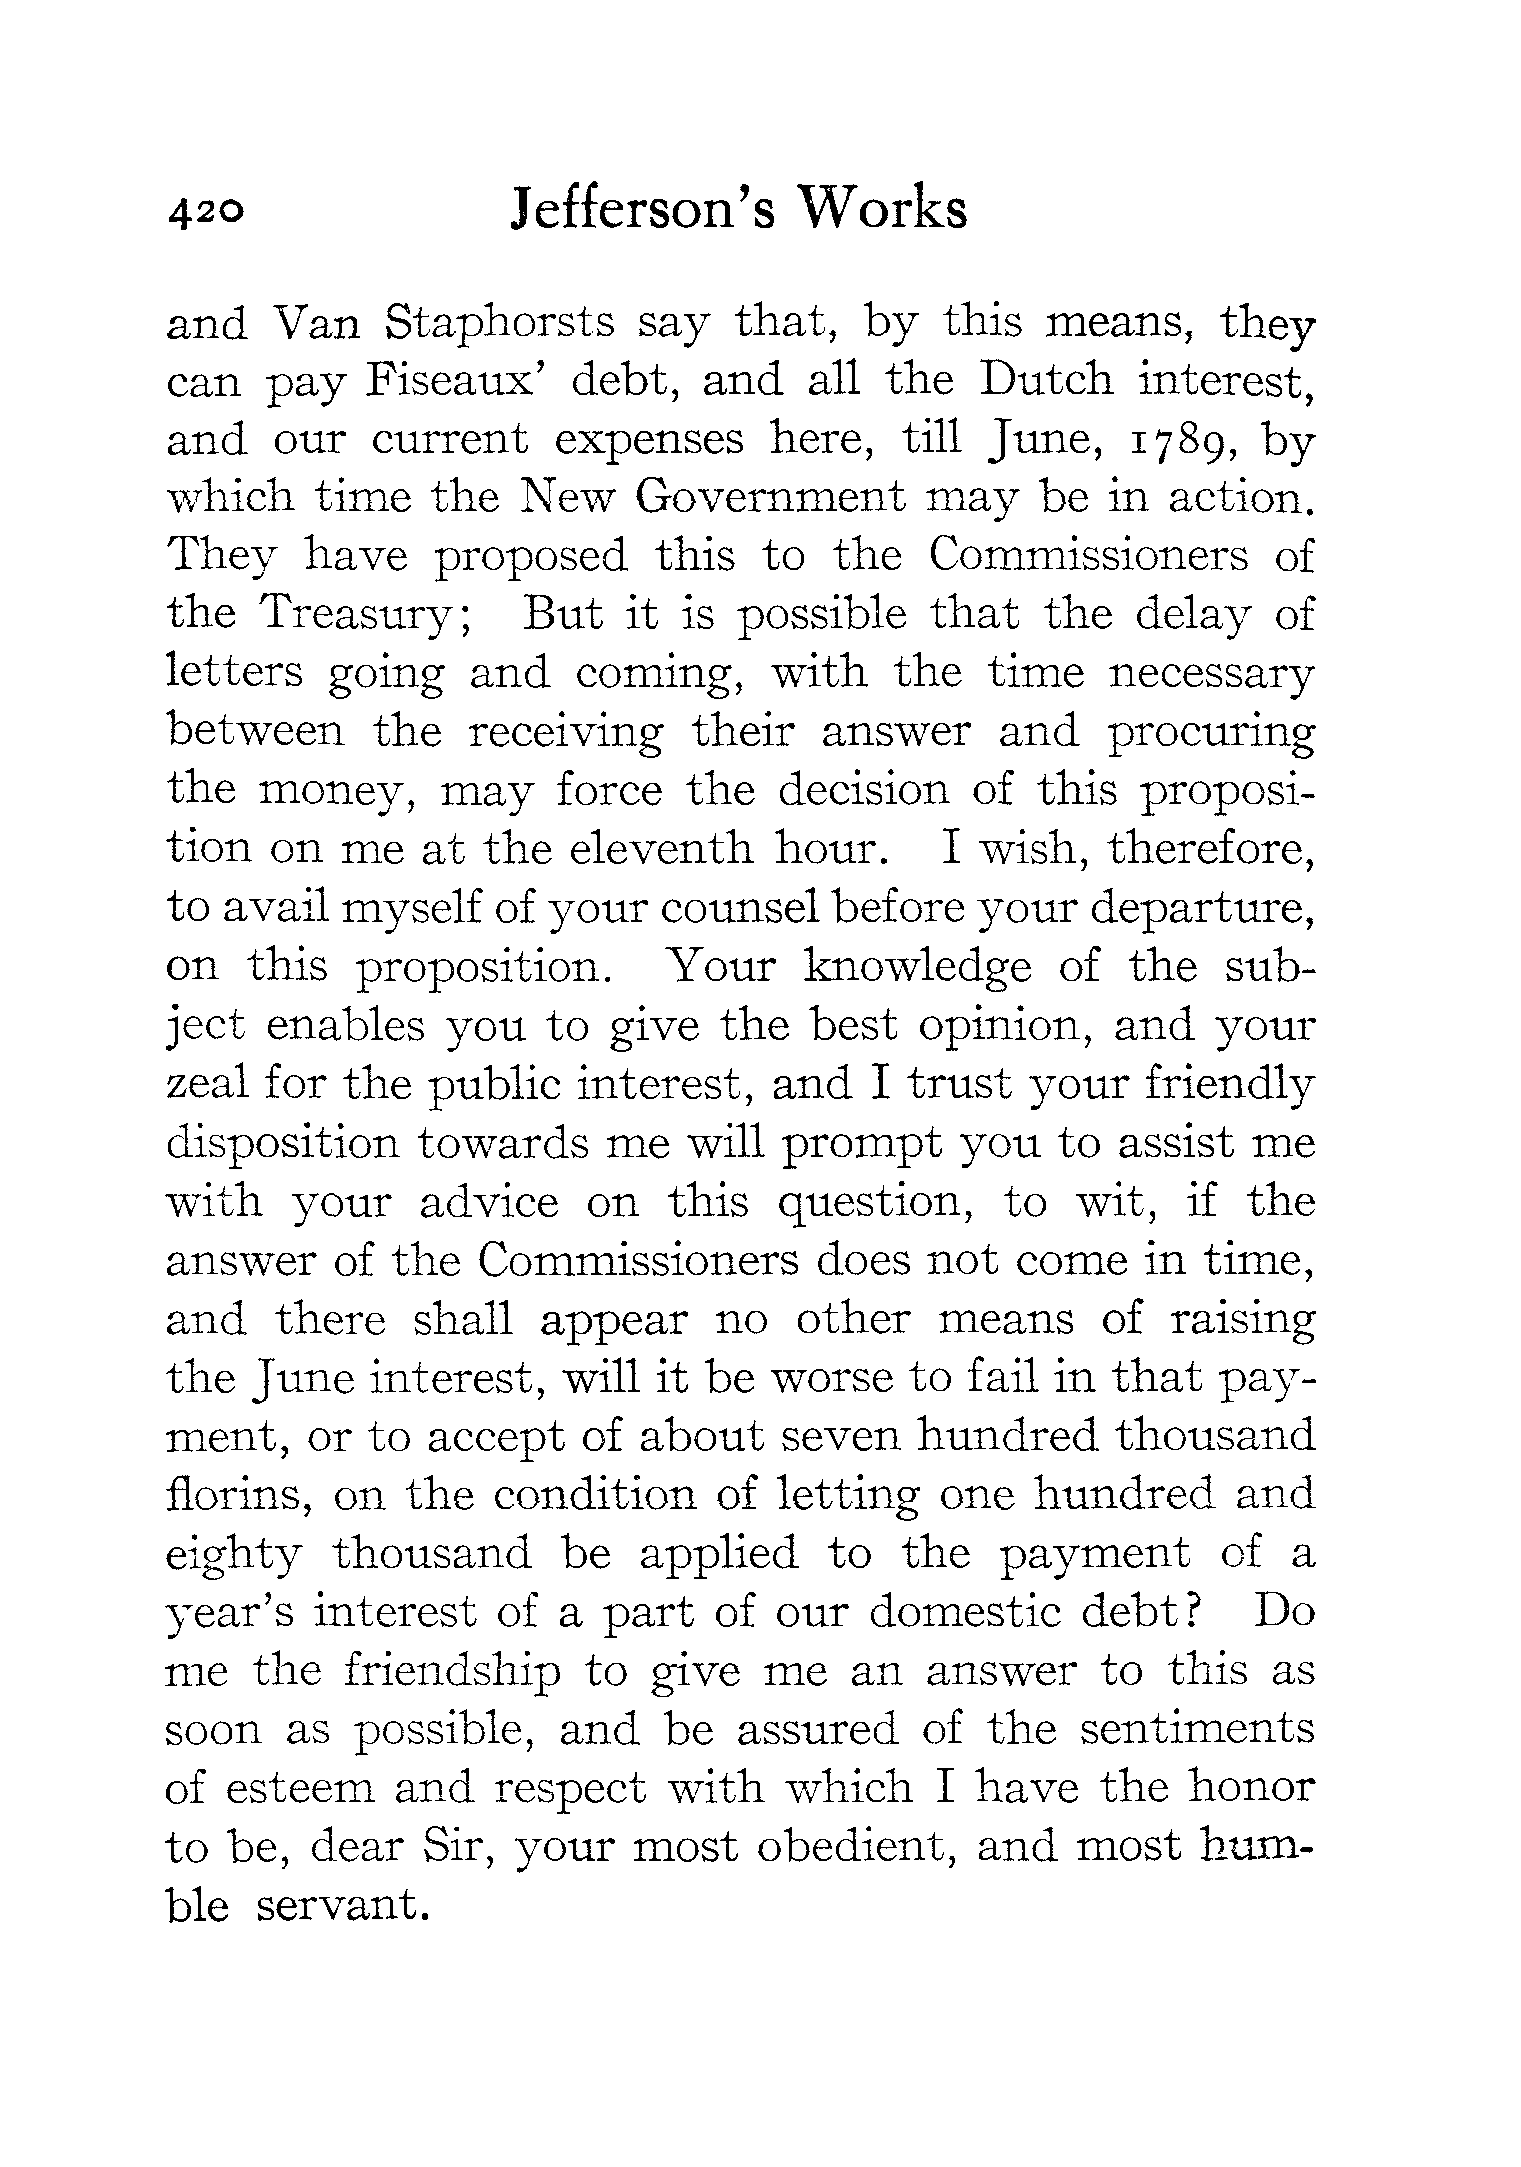 420 Jefferson's Works
and Van Staphorsts say that, by this means, they
can pay Fiseaux' debt, and all the Dutch interest,
and our current expenses here, till June, 1789, by
which time the New Government may be in action.
They have proposed this to the Commissioners of
the Treasury; But it is possible that the delay of
letters going and coming, with the time necessary
between the receiving their answer and procuring
the money, may force the decision of this proposi-
tion on me at the eleventh hour. I wish, therefore,
to avail myself of your counsel before your departure,
on this proposition. Your knowledge of the sub-
ject enables you to give the best opinion, and your
zeal for the public interest, and I trust your friendly
disposition towards me will prompt you to assist me
with your advice on this question, to wit, if the
answer of the Commissioners does not come in time,
and there shall appear no other means of raising
the June interest, will it be worse to fail in that pay-
ment, or to accept of about seven hundred thousand
florins, on the condition of letting one hundred and
eighty thousand be applied to the payment of a
year's interest of a part of our domestic debt? Do
me the friendship to give me an answer to this as
soon as possible, and be assured of the sentiments
of esteem and respect with which I have the honor
to be, dear Sir, your most obedient, and most hum-
ble servant.